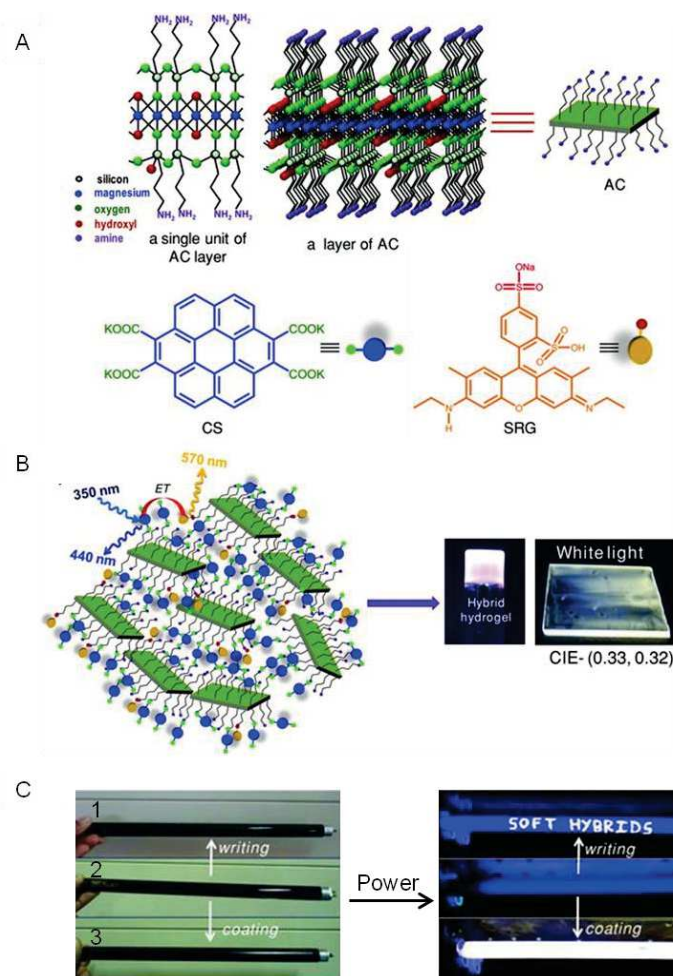 A
NH₂ NH₂ NH₂ NH₂
NH₂ NH₂ NH₂ NH₂
silicon
magnesium
oxygen
hydroxyl
amine
a single unit of
AC layer
a layer of AC
AC
KOOC
COOK
KOOC
COOK
CS
ONa
O=S=O
O
S
OH
O
N
H
O
N
SRG
B
570 nm
350 nm
ET
440 nm
Hybrid
hydrogel
White light
CIE- (0.33, 0.32)
C
1
writing
2
coating
3
Power
SOFT HYBRIDS
writing
coating